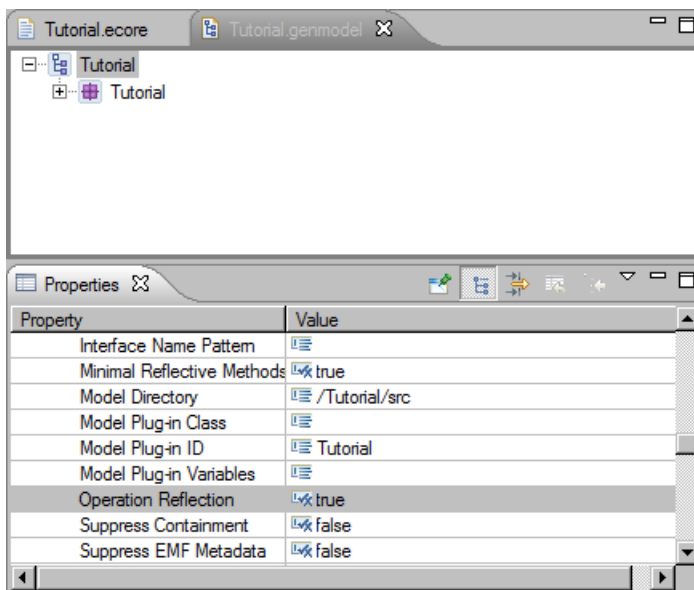 Tutorial.ecore Tutorial.genmodel
Tutorial
Tutorial
Properties
Property Value
Interface Name Pattern
Minimal Reflective Methods true
Model Directory /Tutorial/src
Model Plug-in Class
Model Plug-in ID Tutorial
Model Plug-in Variables
Operation Reflection true
Suppress Containment false
Suppress EMF Metadata false